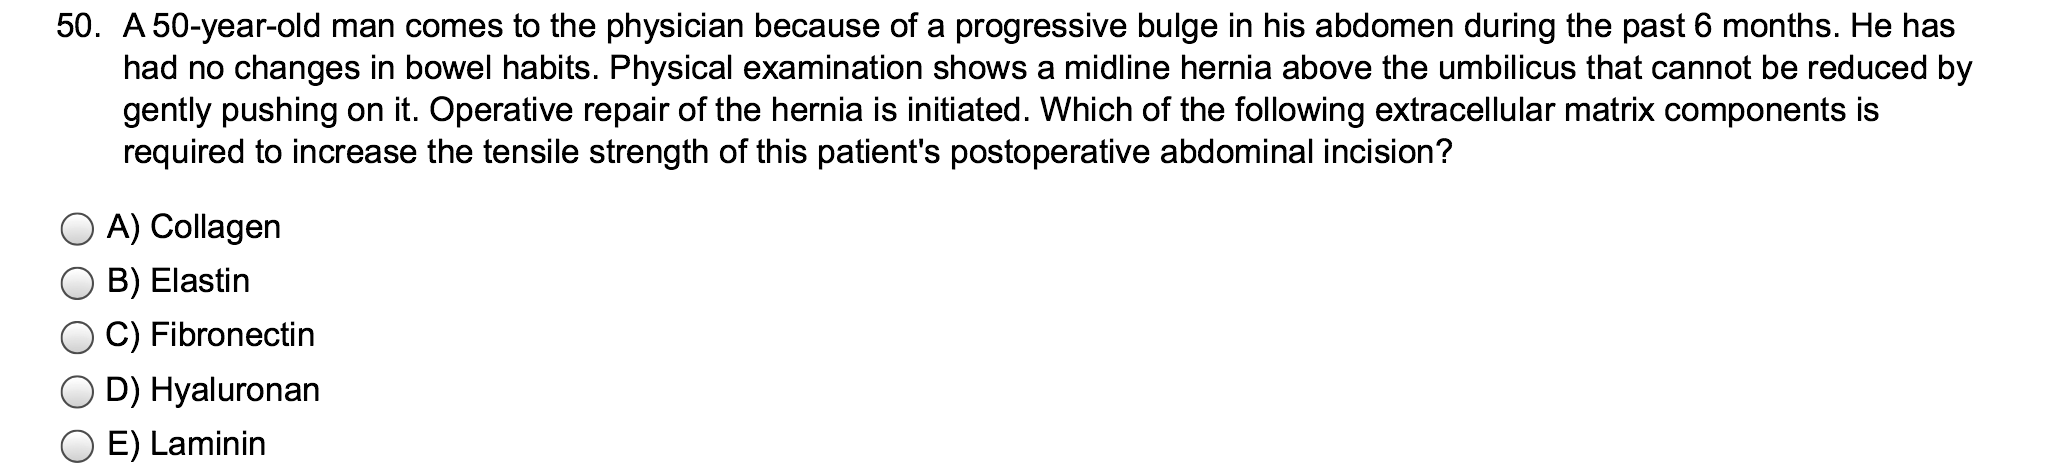 50. A 50-year-old man comes to the physician because of a progressive bulge in his abdomen during the past 6 months. He has
had no changes in bowel habits. Physical examination shows a midline hernia above the umbilicus that cannot be reduced by
gently pushing on it. Operative repair of the hernia is initiated. Which of the following extracellular matrix components is
required to increase the tensile strength of this patient's postoperative abdominal incision?
A) Collagen
B) Elastin
C) Fibronectin
D) Hyaluronan
E) Laminin